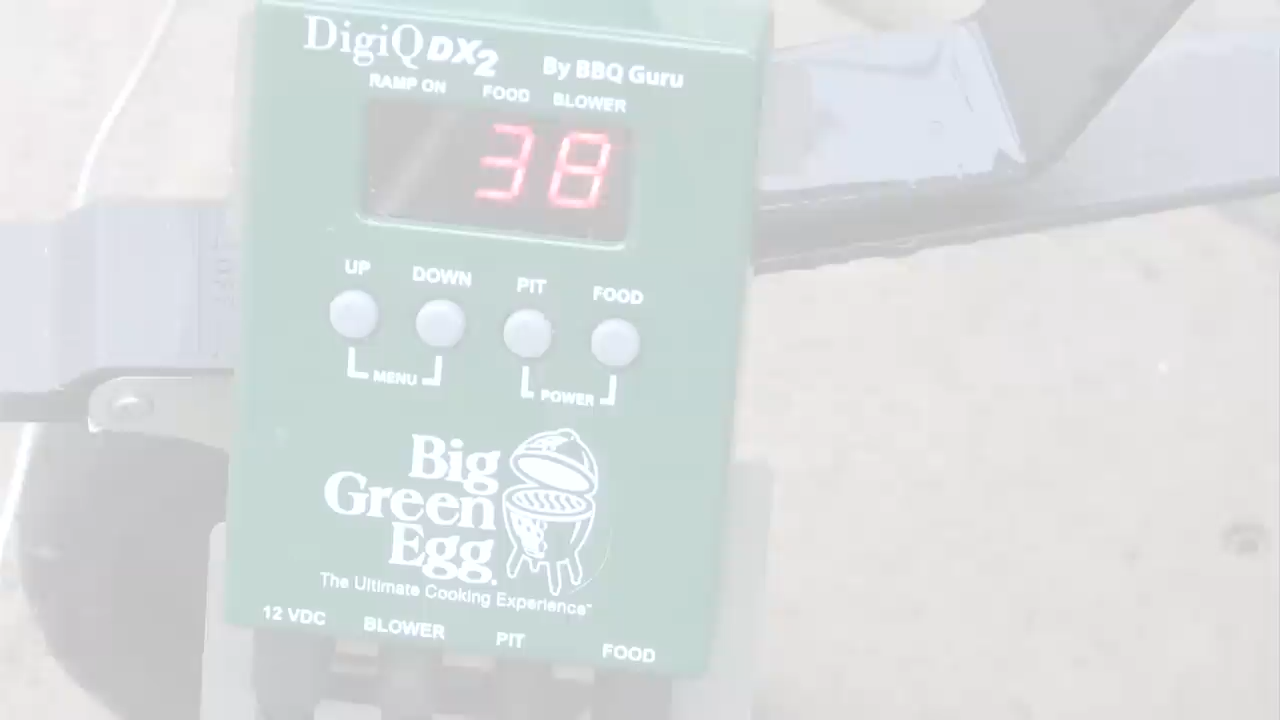 DigiQ DX2 By BBQ Guru
RAMP ON FOOD BLOWER
38
UP DOWN PIT FOOD
MENU POWER
Big
Green
Egg.
The Ultimate Cooking Experience™
12 VDC BLOWER PIT FOOD